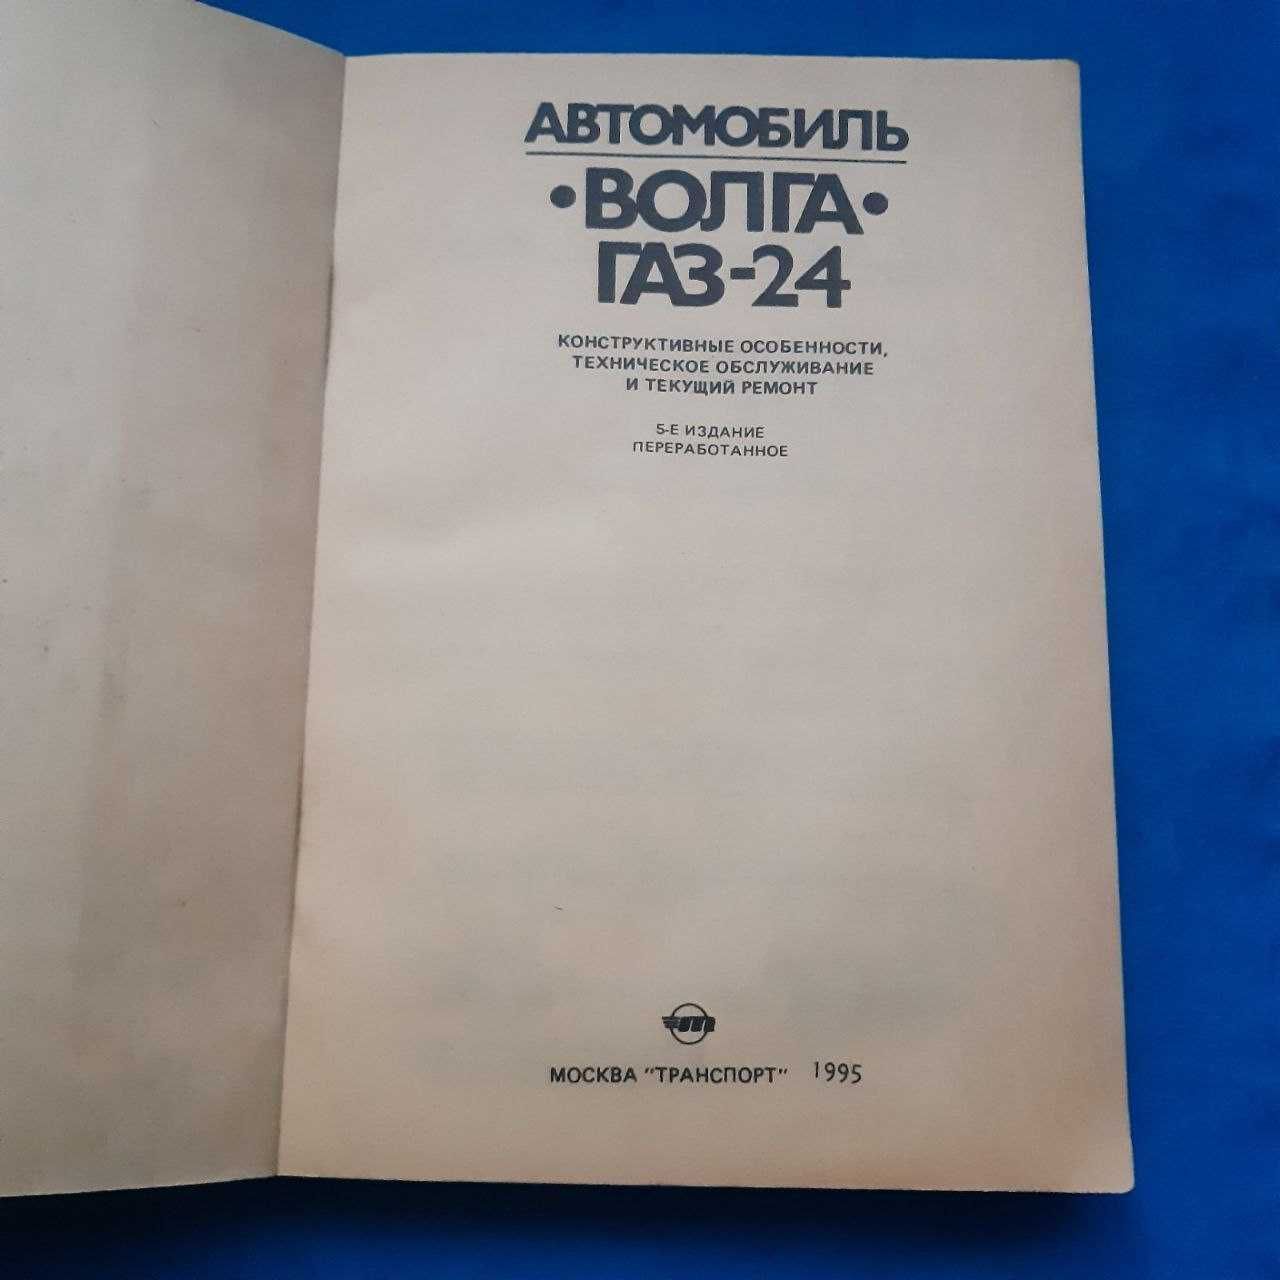 АВТОМОБИЛЬ
•ВОЛГА•
ГАЗ-24
КОНСТРУКТИВНЫЕ ОСОБЕННОСТИ,
ТЕХНИЧЕСКОЕ ОБСЛУЖИВАНИЕ
И ТЕКУЩИЙ РЕМОНТ
5-Е ИЗДАНИЕ
ПЕРЕРАБОТАННОЕ
МОСКВА "ТРАНСПОРТ" 1995